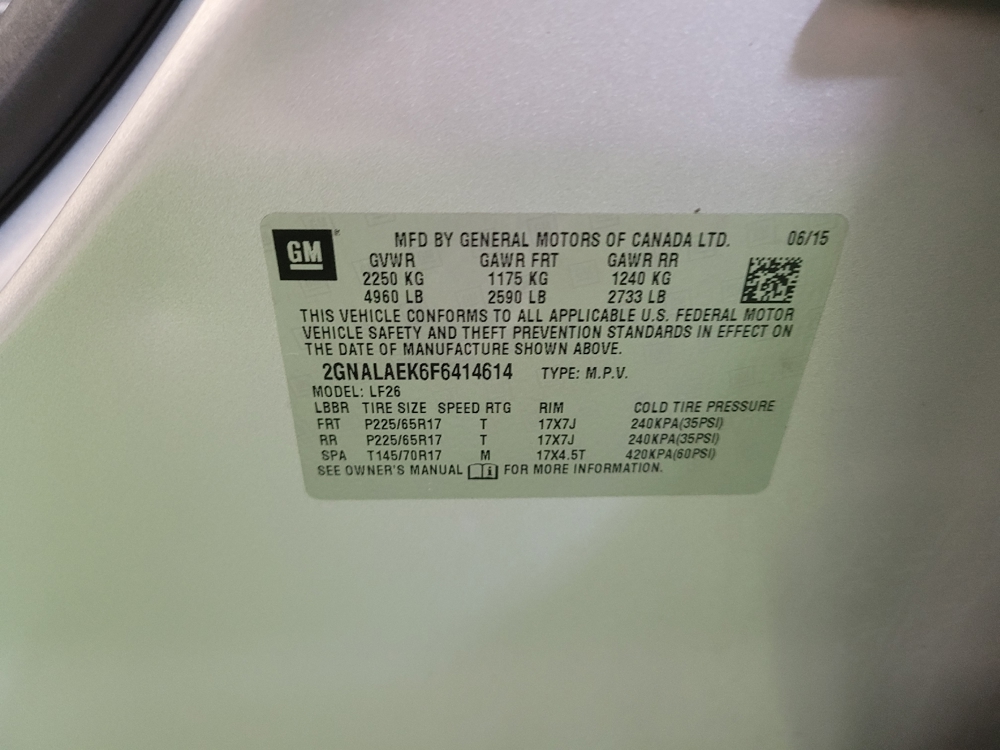 GM MFD BY GENERAL MOTORS OF CANADA LTD. 06/15
GVWR GAWR FRT GAWR RR
2250 KG 1175 KG 1240 KG
4960 LB 2590 LB 2733 LB
THIS VEHICLE CONFORMS TO ALL APPLICABLE U.S. FEDERAL MOTOR
VEHICLE SAFETY AND THEFT PREVENTION STANDARDS IN EFFECT ON
THE DATE OF MANUFACTURE SHOWN ABOVE.
2GNALAEK6F6414614 TYPE: M.P.V.
MODEL: LF26
LBBR TIRE SIZE SPEED RTG RIM COLD TIRE PRESSURE
FRT P225/65R17 T 17X7J 240KPA(35PSI)
RR P225/65R17 T 17X7J 240KPA(35PSI)
SPA T145/70R17 M 17X4.5T 420KPA(60PSI)
SEE OWNER'S MANUAL FOR MORE INFORMATION.